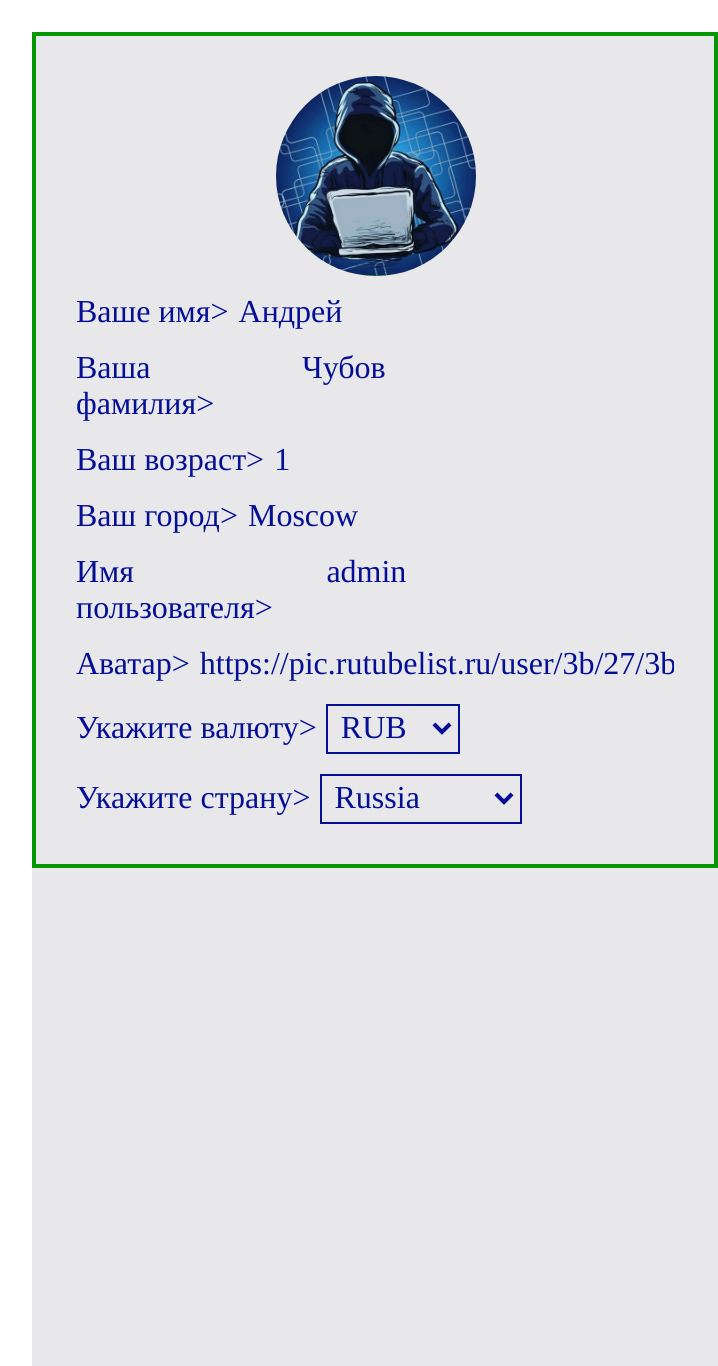 Ваше имя> Андрей
Ваша Чубов
фамилия>
Ваш возраст> 1
Ваш город> Moscow
Имя admin
пользователя>
Аватар> https://pic.rutubelist.ru/user/3b/27/3b
Укажите валюту> RUB
Укажите страну> Russia